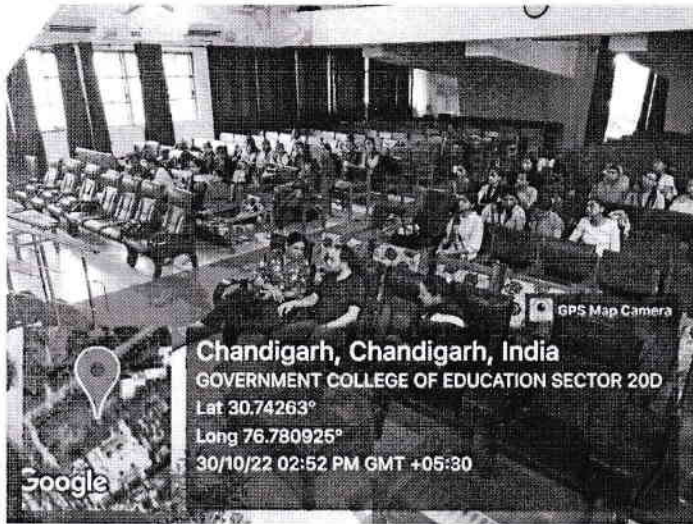 GPS Map Camera
Chandigarh, Chandigarh, India
GOVERNMENT COLLEGE OF EDUCATION SECTOR 20D
Lat 30.74263°
Long 76.780925°
30/10/22 02:52 PM GMT +05:30
Google